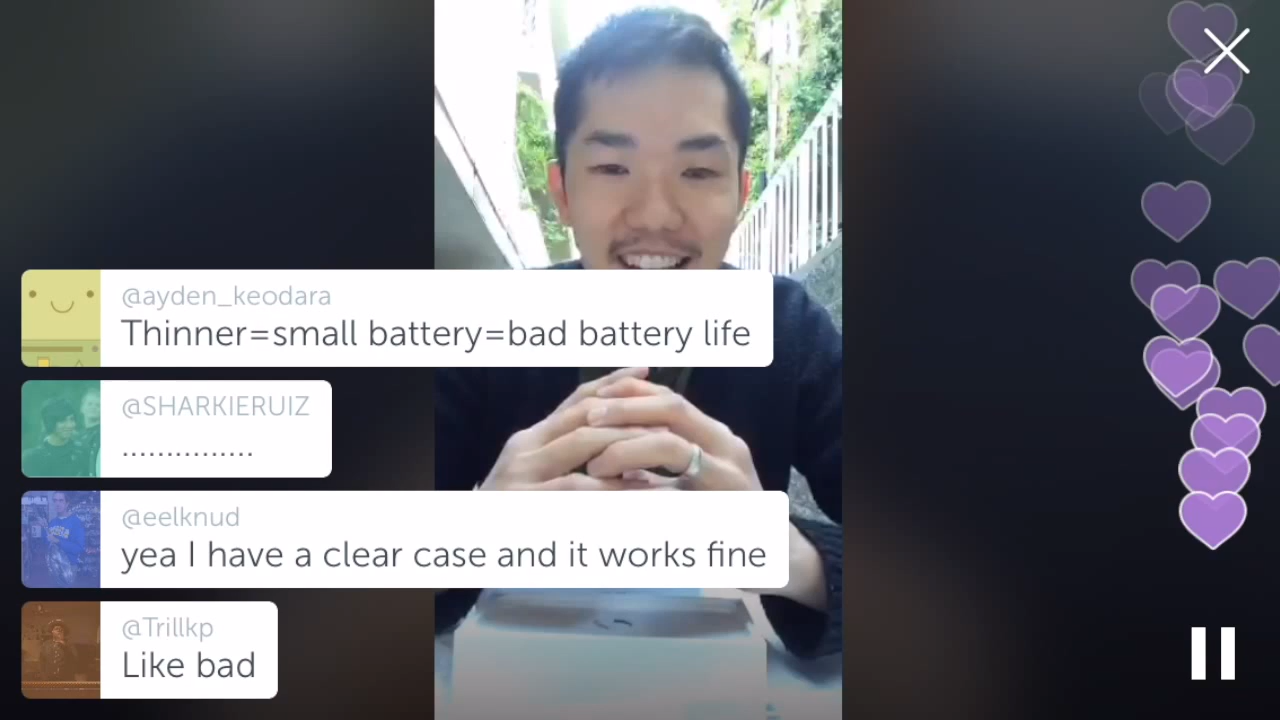 @ayden_keodara
Thinner=small battery=bad battery life
@SHARKIERUIZ
...............
@eelknud
yea I have a clear case and it works fine
@Trillkp
Like bad